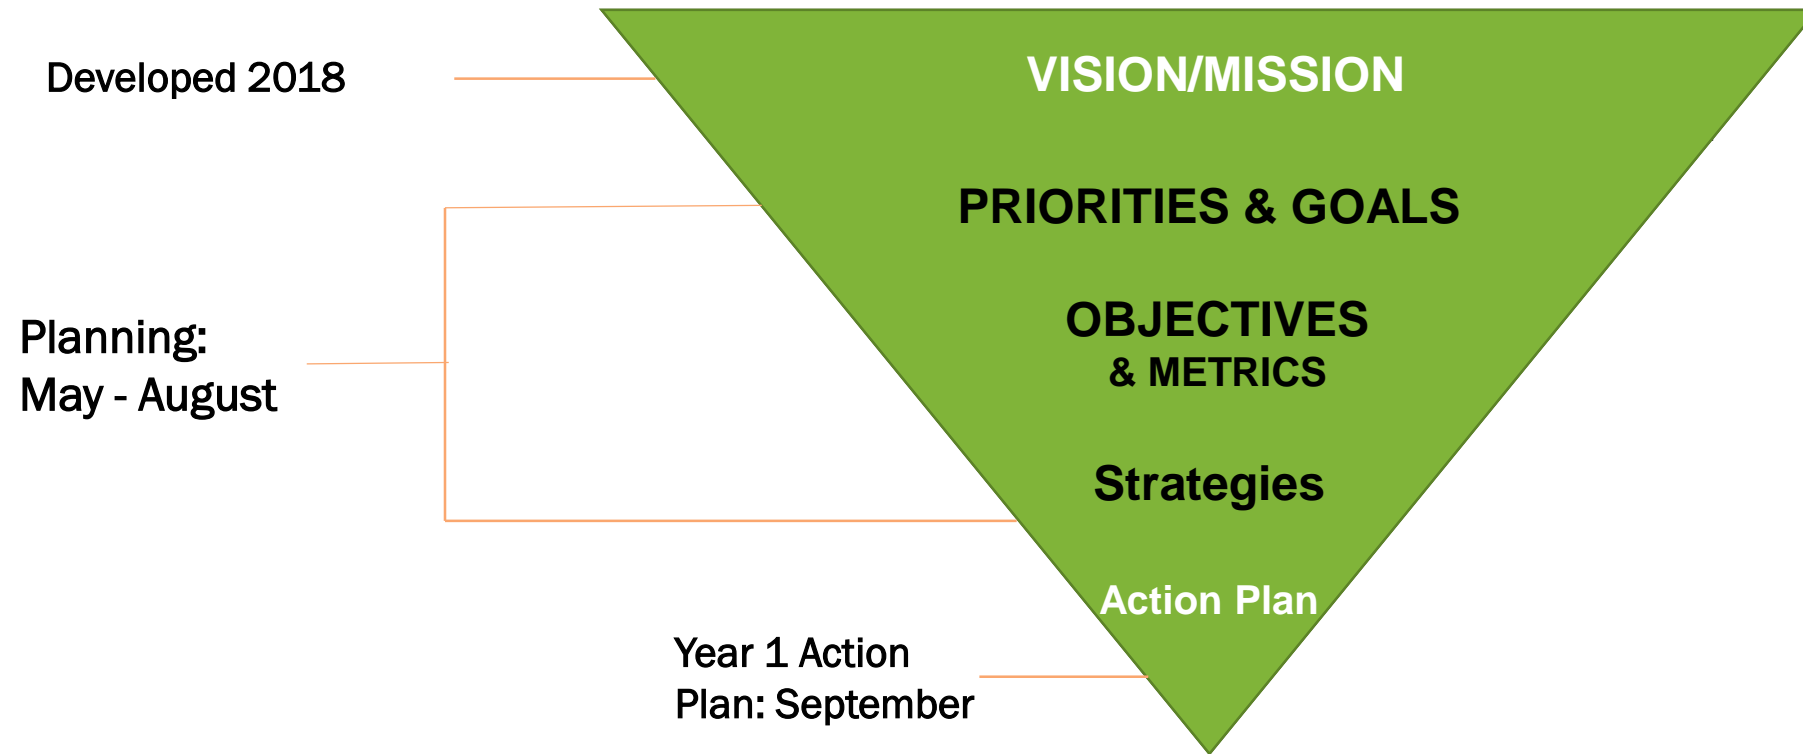 Developed 2018
VISION/MISSION
PRIORITIES & GOALS
OBJECTIVES
& METRICS
Planning:
May - August
Strategies
Action Plan
Year 1 Action
Plan: September